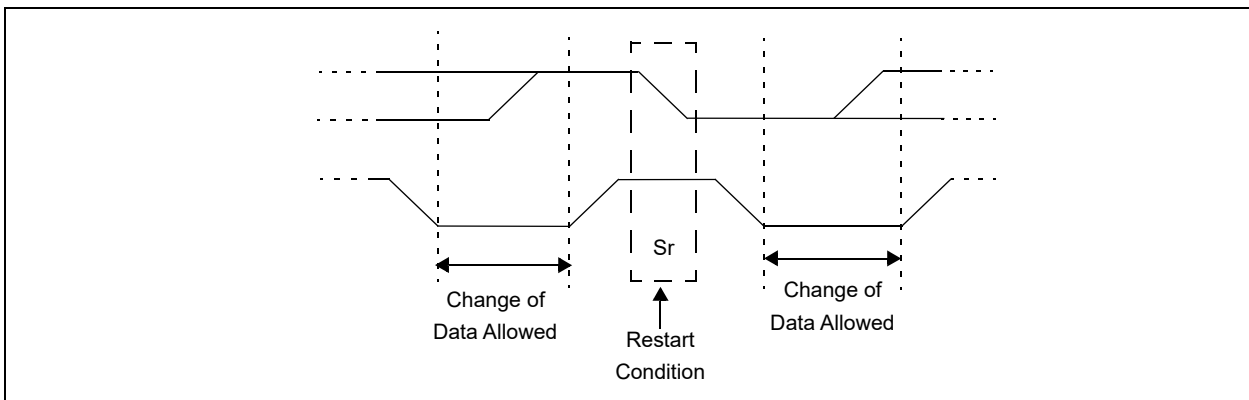 Sr
Change of
Data Allowed
Restart
Condition
Change of
Data Allowed